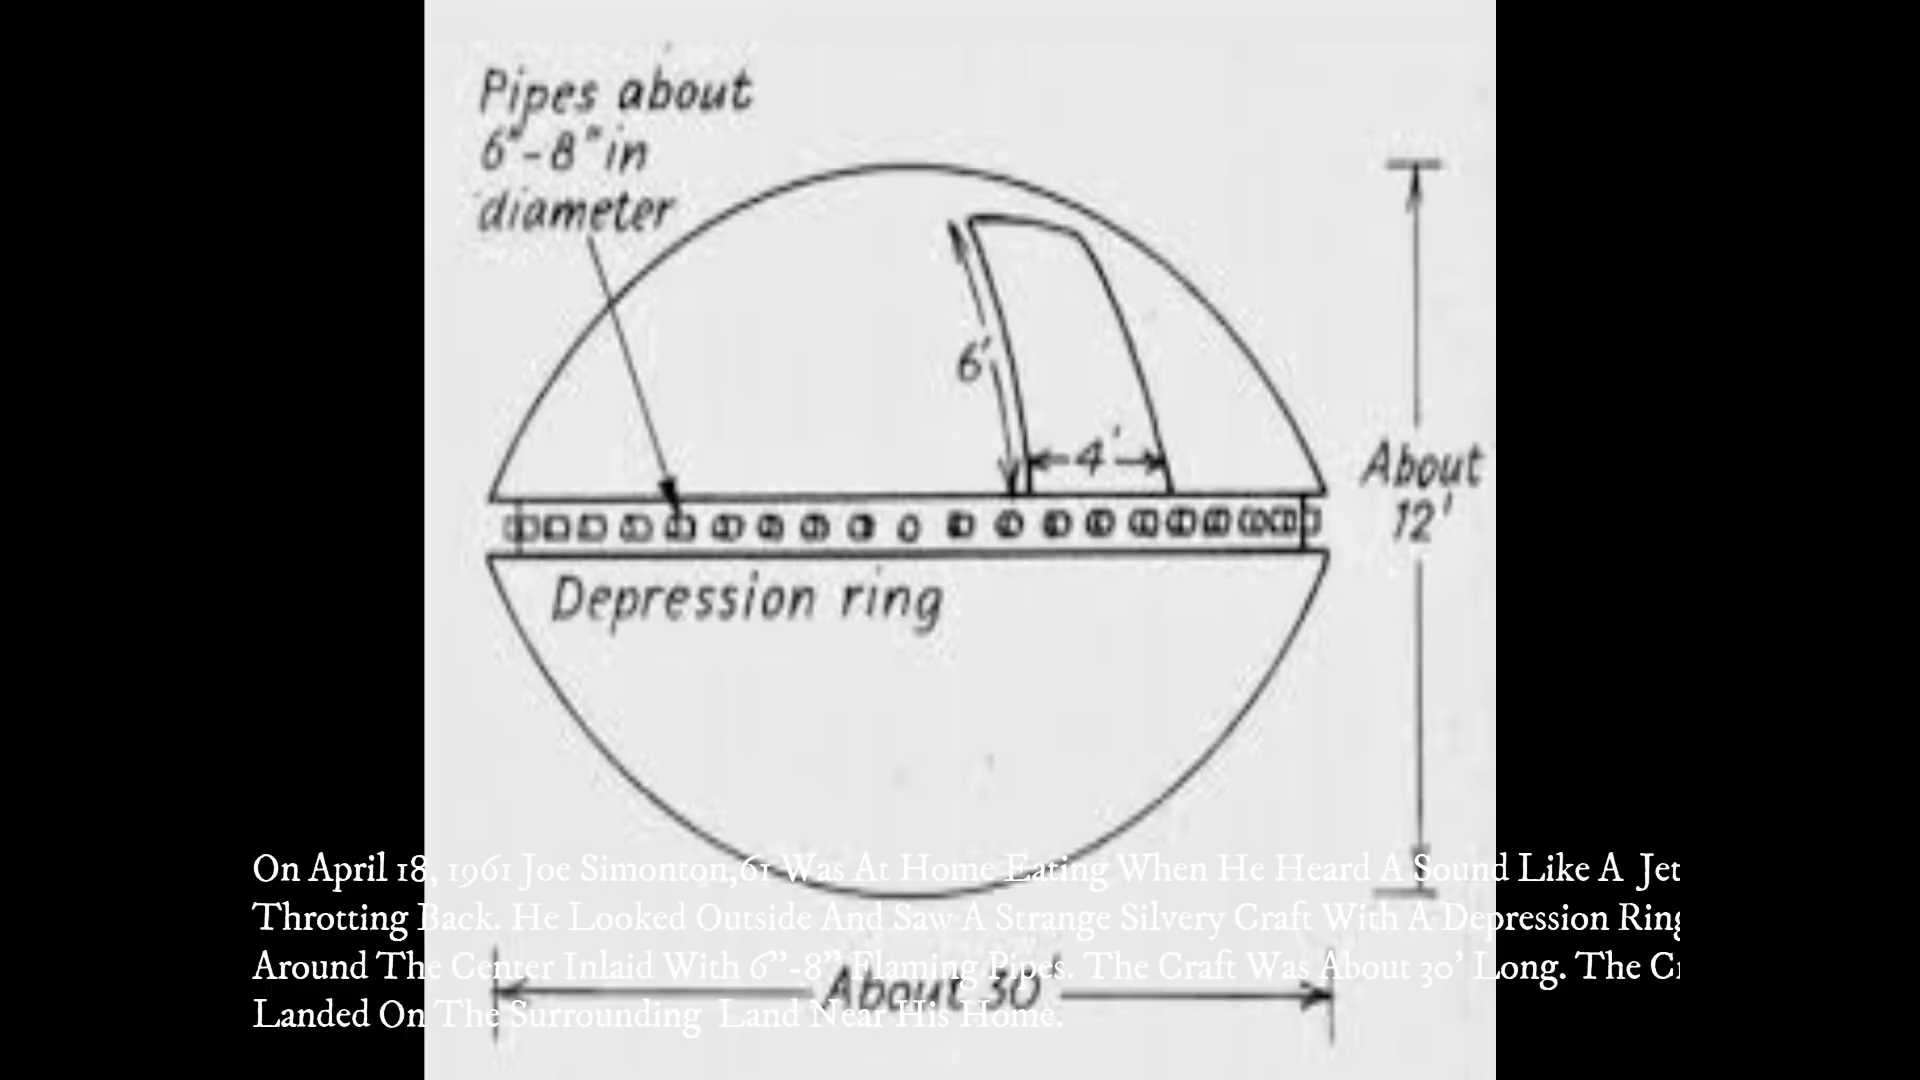 Pipes about
6"-8" in
diameter
6'
4'
About
12'
Depression ring
About 30'
On April 18, 1961 Joe Simonton,61 Was At Home Eating When He Heard A Sound Like A Jet
Throtting Back. He Looked Outside And Saw A Strange Silvery Craft With A Depression Ring
Around The Center Inlaid With 6”-8” Flaming Pipes. The Craft Was About 30’ Long. The
Landed On The Surrounding Land Near His Home.